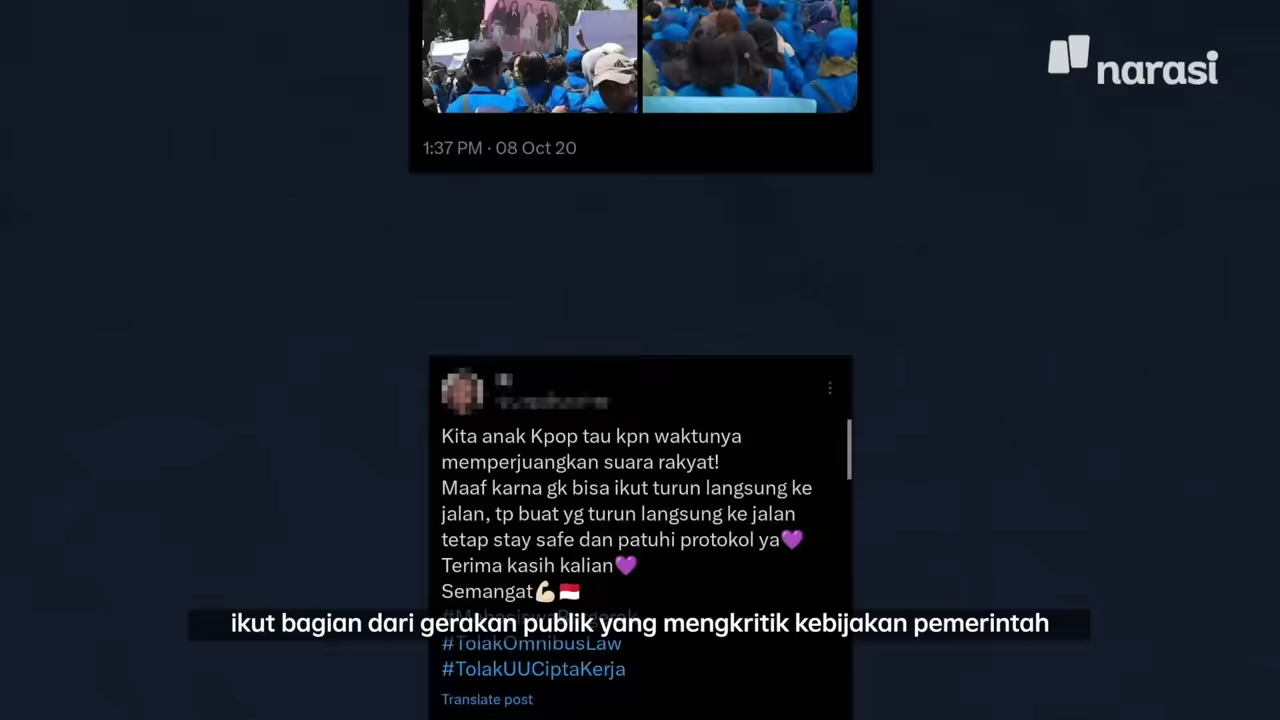 narasi
1:37 PM · 08 Oct 20
Kita anak Kpop tau kpn waktunya
memperjuangkan suara rakyat!
Maaf karna gk bisa ikut turun langsung ke
jalan, tp buat yg turun langsung ke jalan
tetap stay safe dan patuhi protokol ya💜
Terima kasih kalian💜
Semangat💪🏻🇮🇩
ikut bagian dari gerakan publik yang mengkritik kebijakan pemerintah
#TolakOmnibusLaw
#TolakUUCiptaKerja
Translate post